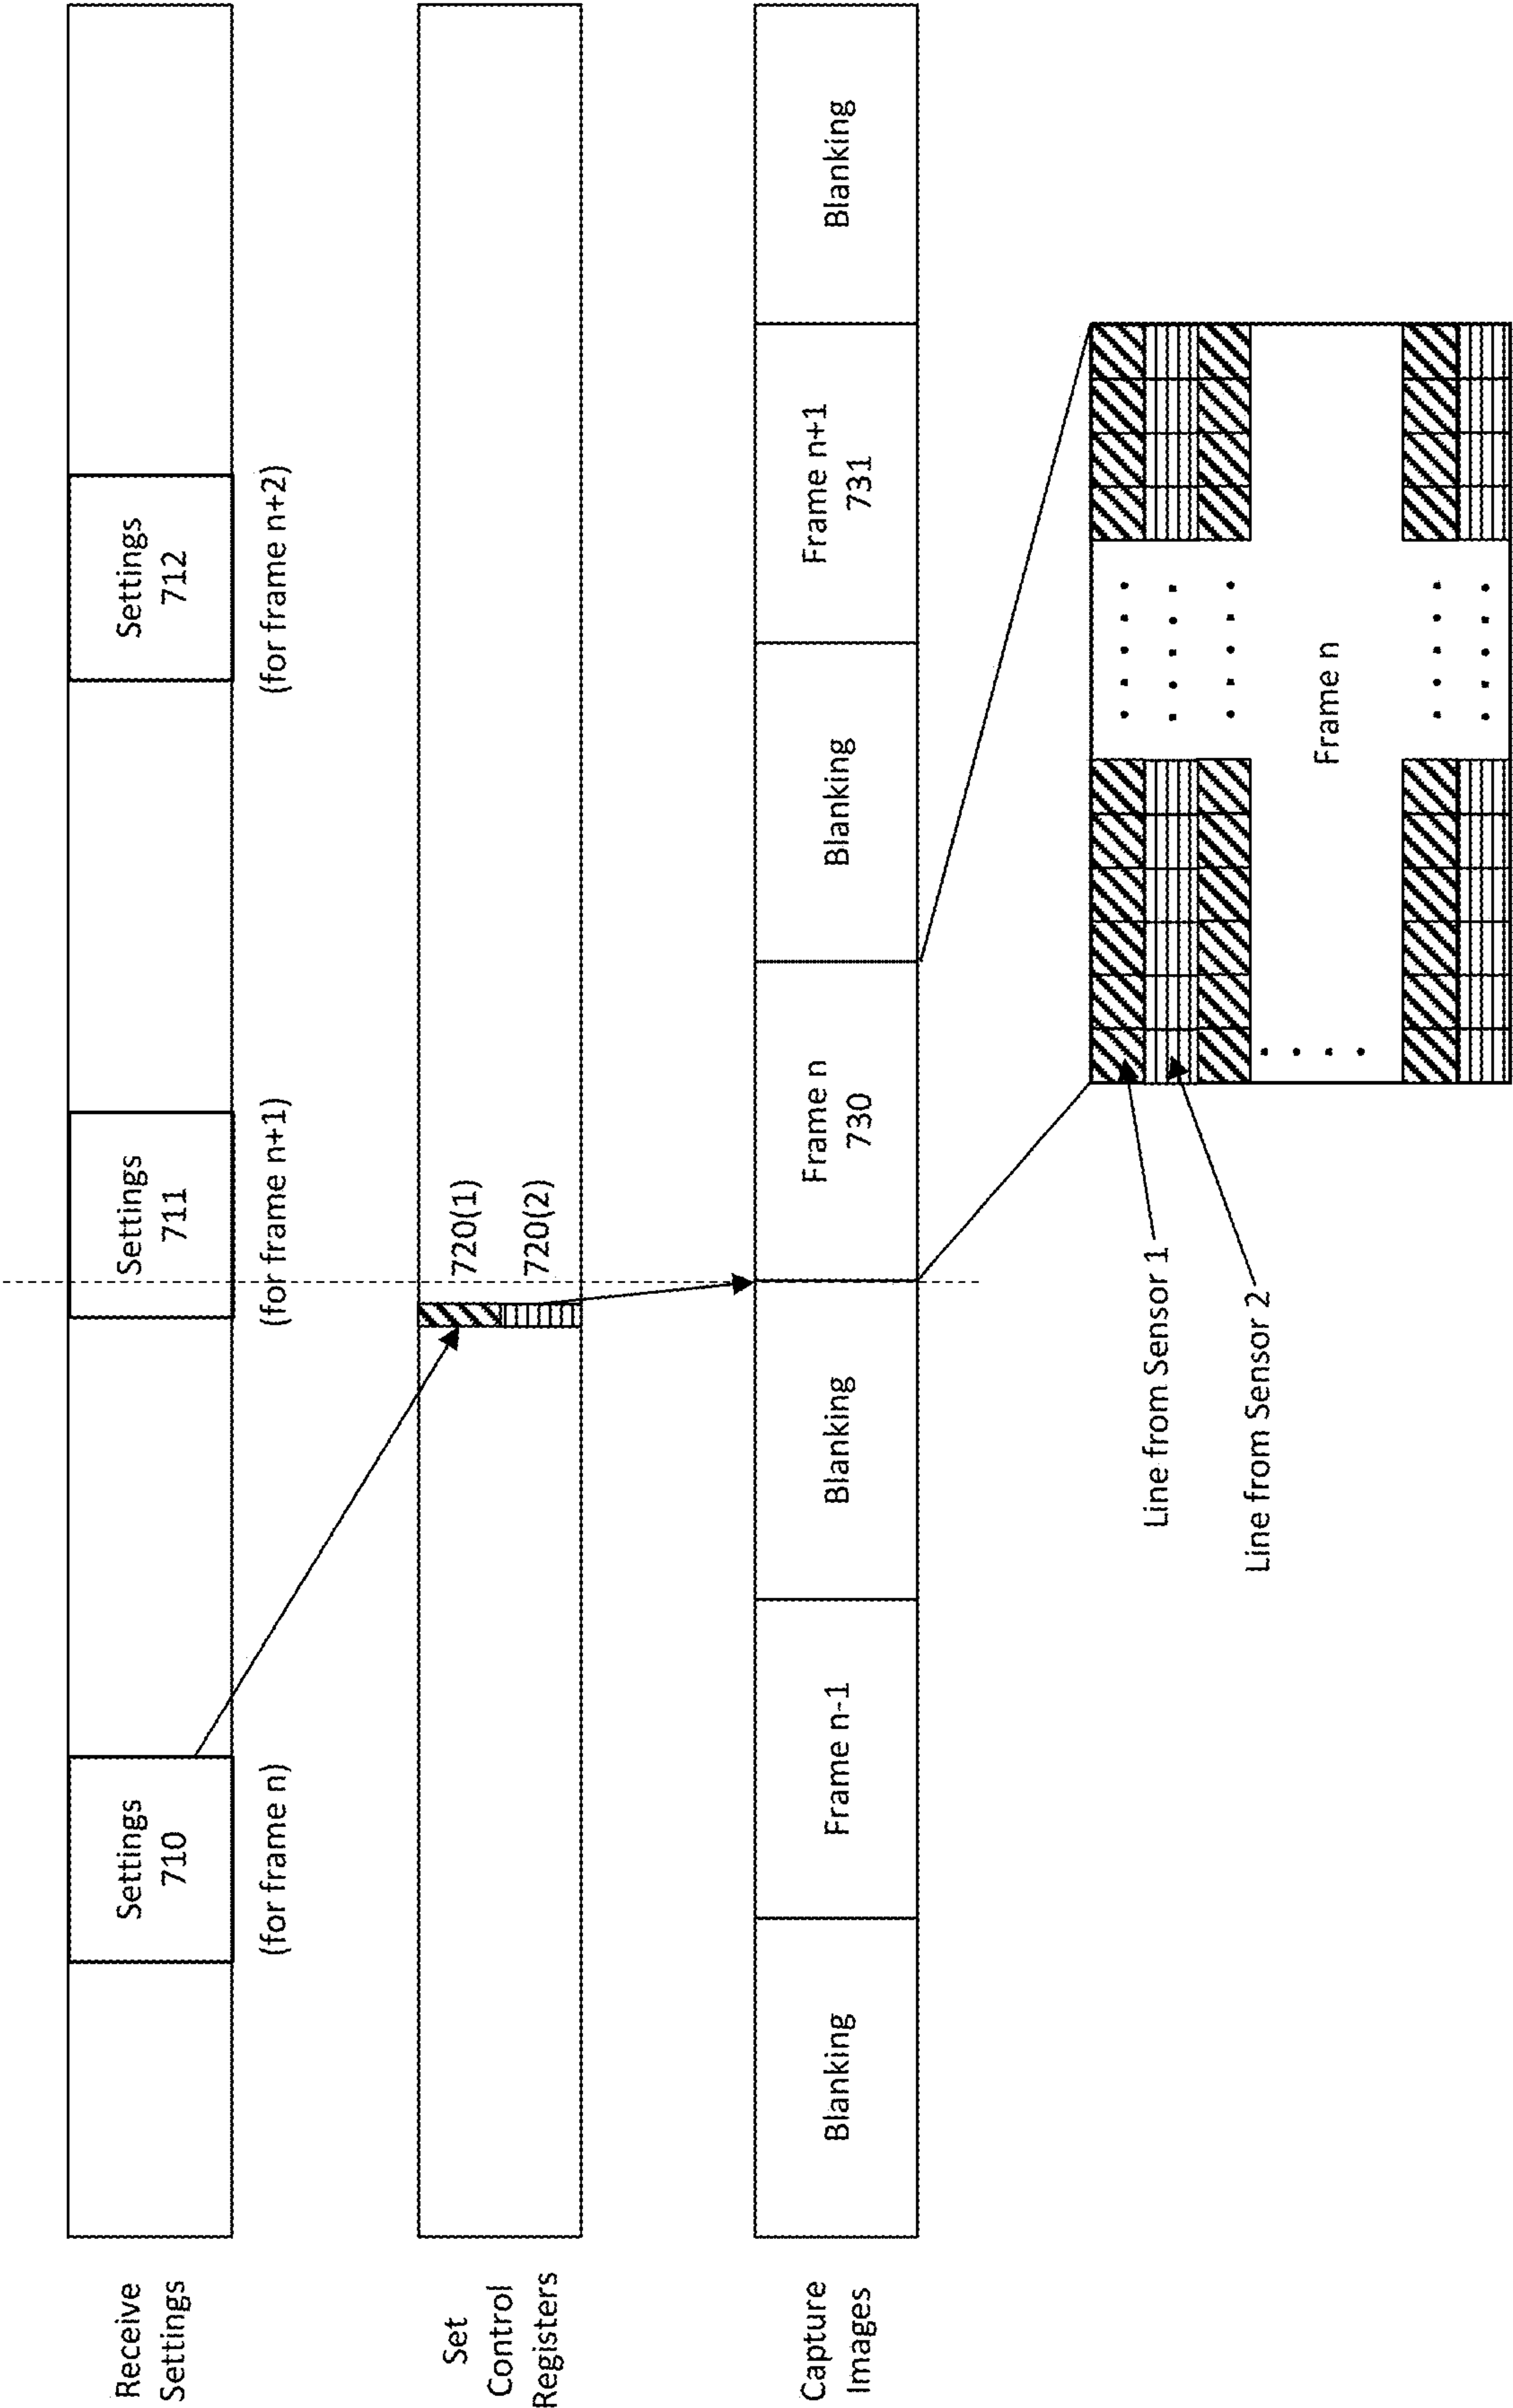 Receive
Settings
Settings
710
(for frame n)
Settings
711
(for frame n+1)
Settings
712
(for frame n+2)
Set
Control
Registers
720(1)
720(2)
Capture
Images
Blanking
Frame n-1
Blanking
Frame n
730
Blanking
Frame n+1
731
Blanking
Line from Sensor 1
Line from Sensor 2
Frame n